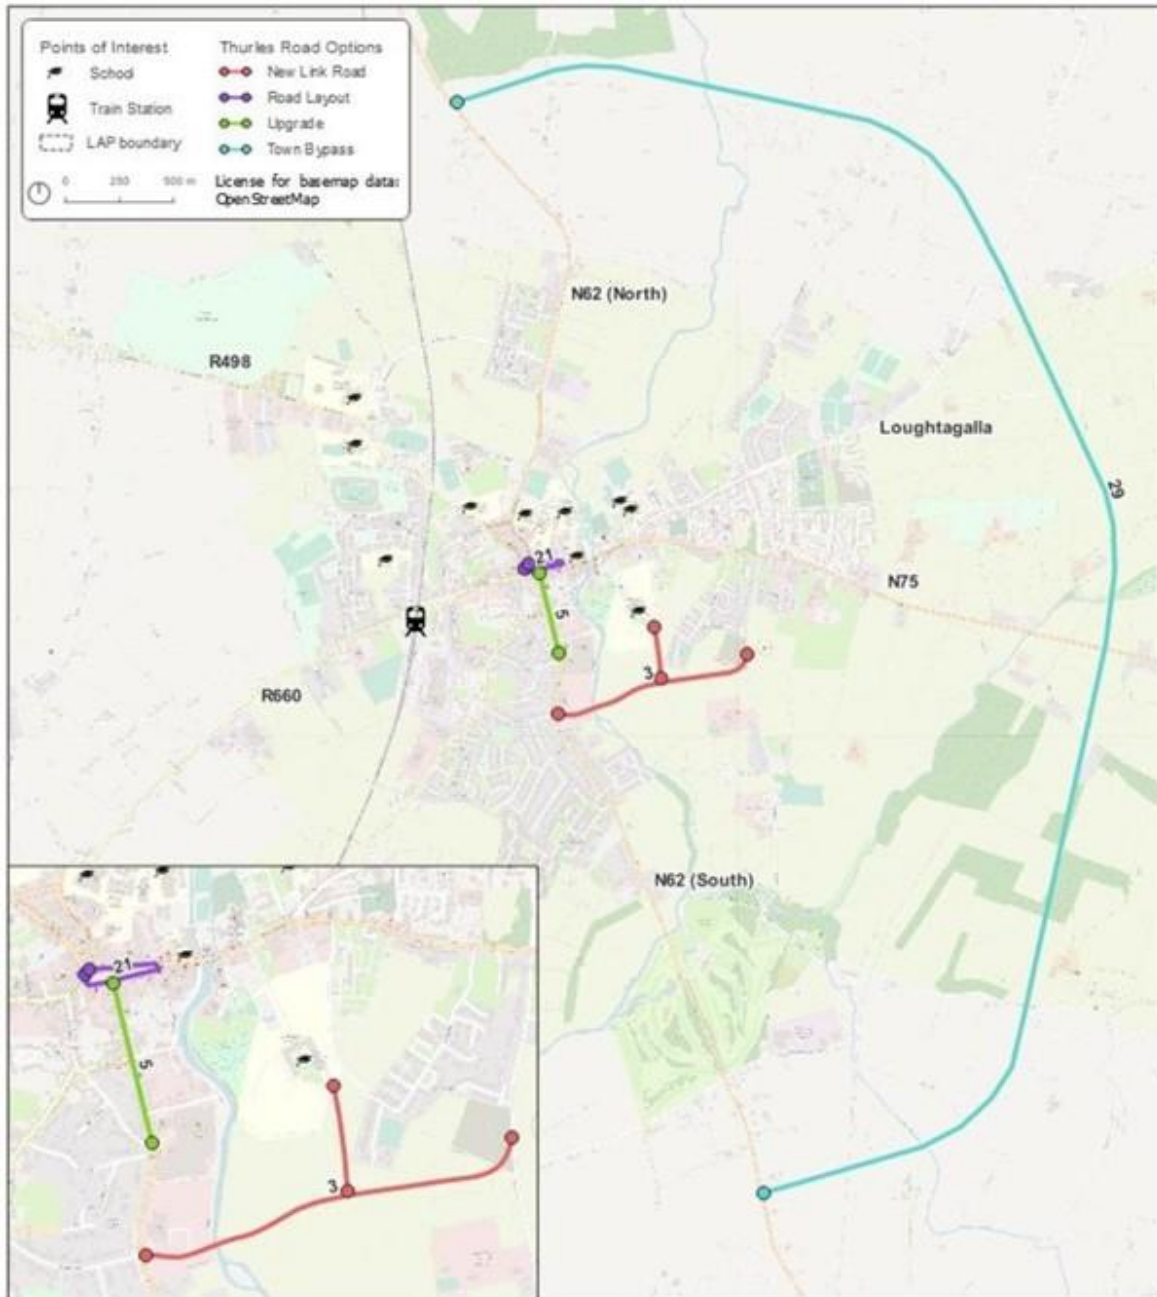 Points of Interest
School
Train Station
LAP boundary
0 250 500 m
Thurles Road Options
New Link Road
Road Layout
Upgrade
Town Bypass
License for basemap data:
OpenStreetMap
N62 (North)
R498
Loughtagalla
29
21
N75
5
3
R660
N62 (South)
21
5
3